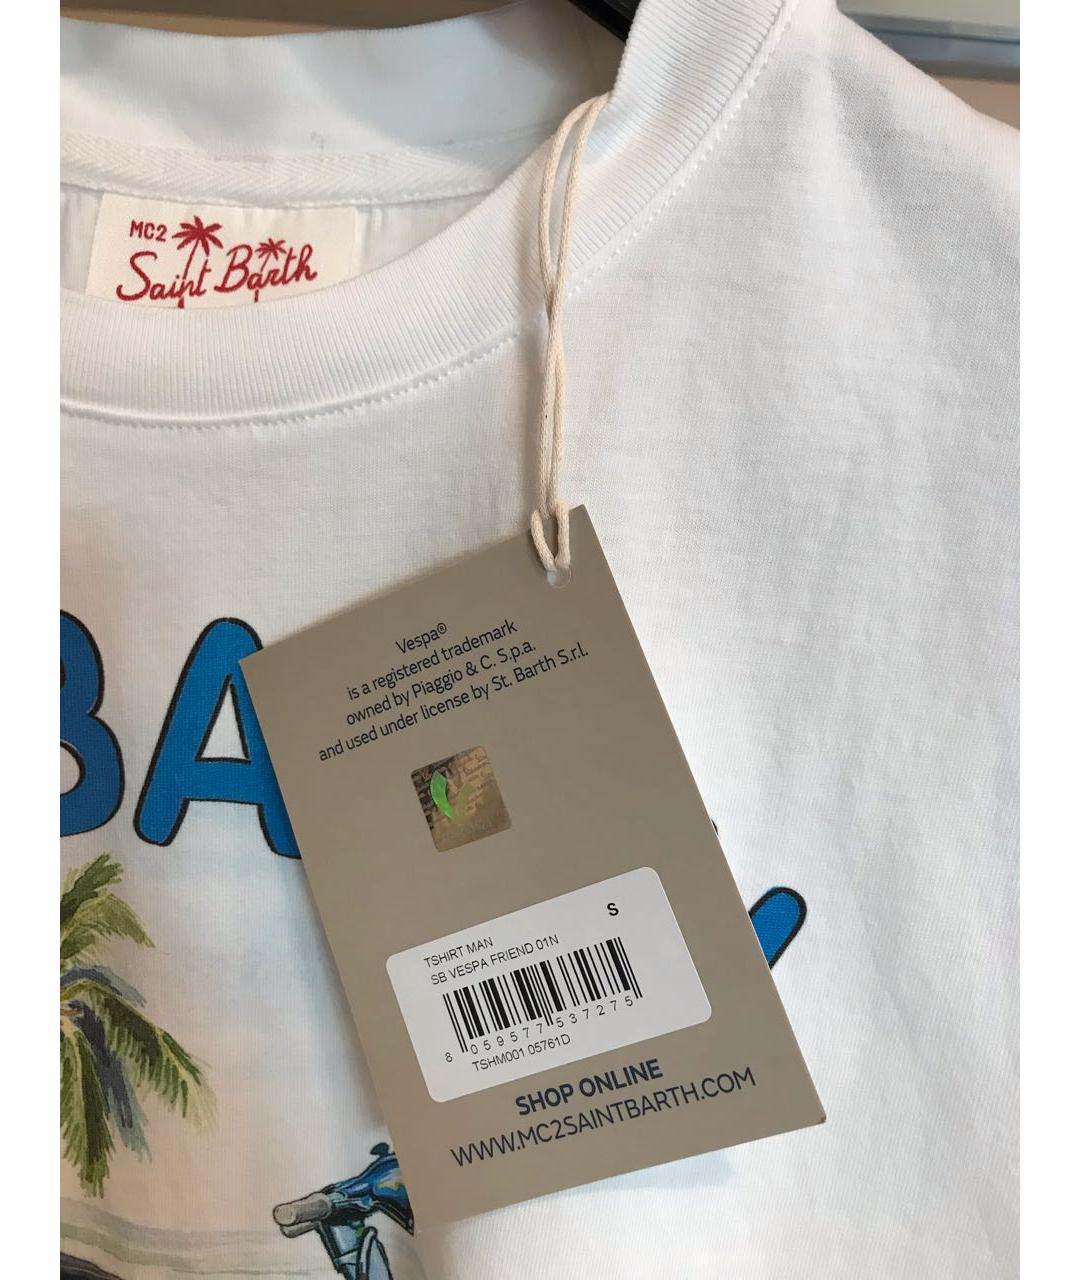 MC2
Saint Barth
BA
Vespa®
is a registered trademark
owned by Piaggio & C. S.p.a.
and used under license by St. Barth S.r.l.
S
TSHIRT MAN
SB VESPA FRIEND 01N
8 059577 537275
TSHM001 05761D
SHOP ONLINE
WWW.MC2SAINTBARTH.COM